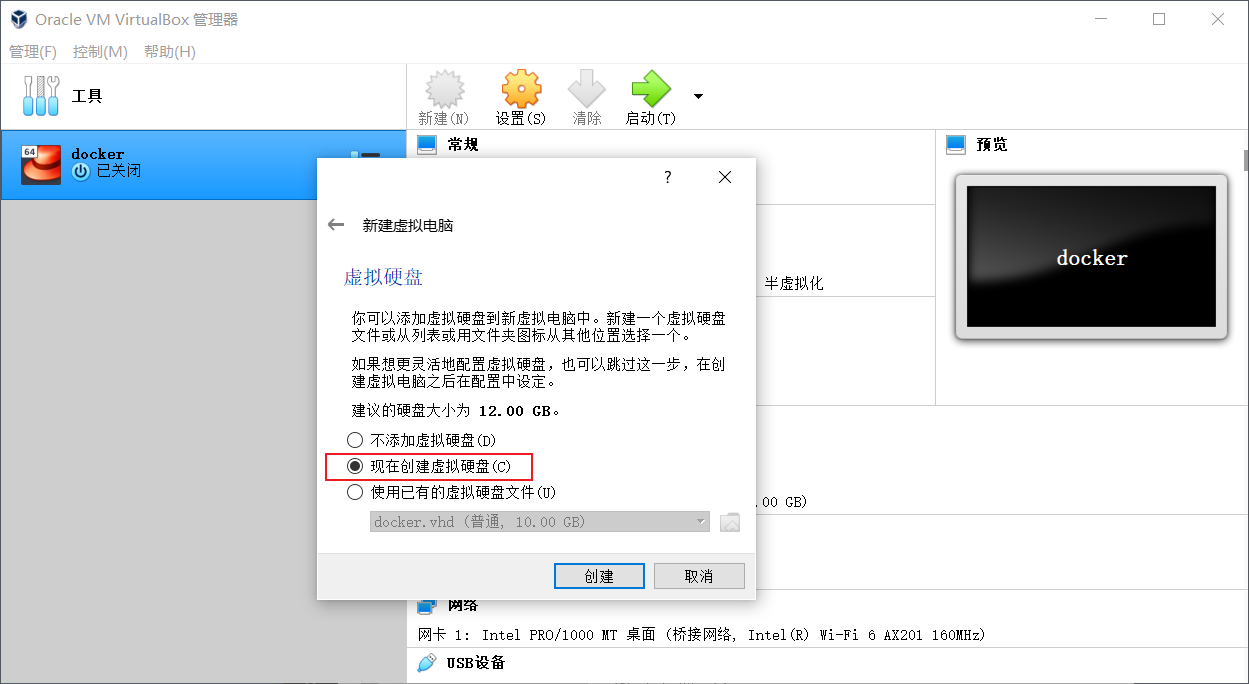 Oracle VM VirtualBox 管理器
管理(F) 控制(M) 帮助(H)
工具
新建(N) 设置(S) 清除 启动(T)
64
docker
已关闭
常规
预览
docker
半虚拟化
?
新建虚拟电脑
虚拟硬盘
你可以添加虚拟硬盘到新虚拟电脑中。新建一个虚拟硬盘
文件或从列表或用文件夹图标从其他位置选择一个。
如果想更灵活地配置虚拟硬盘，也可以跳过这一步，在创
建虚拟电脑之后在配置中设定。
建议的硬盘大小为 12.00 GB。
不添加虚拟硬盘(D)
现在创建虚拟硬盘(C)
使用已有的虚拟硬盘文件(U)
docker.vhd (普通, 10.00 GB)
创建 取消
.00 GB)
网络
网卡 1: Intel PRO/1000 MT 桌面 (桥接网络, Intel(R) Wi-Fi 6 AX201 160MHz)
USB设备